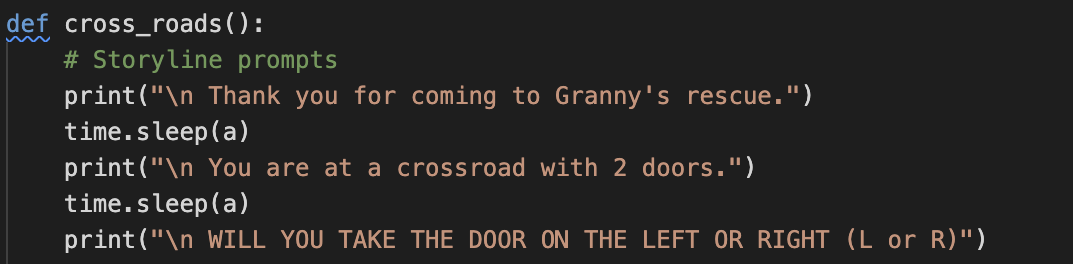 def cross_roads():
    # Storyline prompts
    print("\n Thank you for coming to Granny's rescue.")
    time.sleep(a)
    print("\n You are at a crossroad with 2 doors.")
    time.sleep(a)
    print("\n WILL YOU TAKE THE DOOR ON THE LEFT OR RIGHT (L or R)")